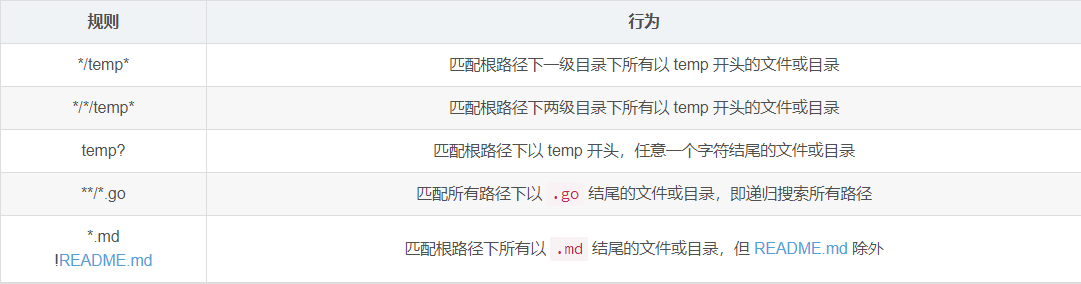 规则 行为
*/temp* 匹配根路径下一级目录下所有以 temp 开头的文件或目录
*/*/temp* 匹配根路径下两级目录下所有以 temp 开头的文件或目录
temp? 匹配根路径下以 temp 开头，任意一个字符结尾的文件或目录
**/*.go 匹配所有路径下以 .go 结尾的文件或目录，即递归搜索所有路径
*.md
!README.md 匹配根路径下所有以 .md 结尾的文件或目录，但 README.md 除外